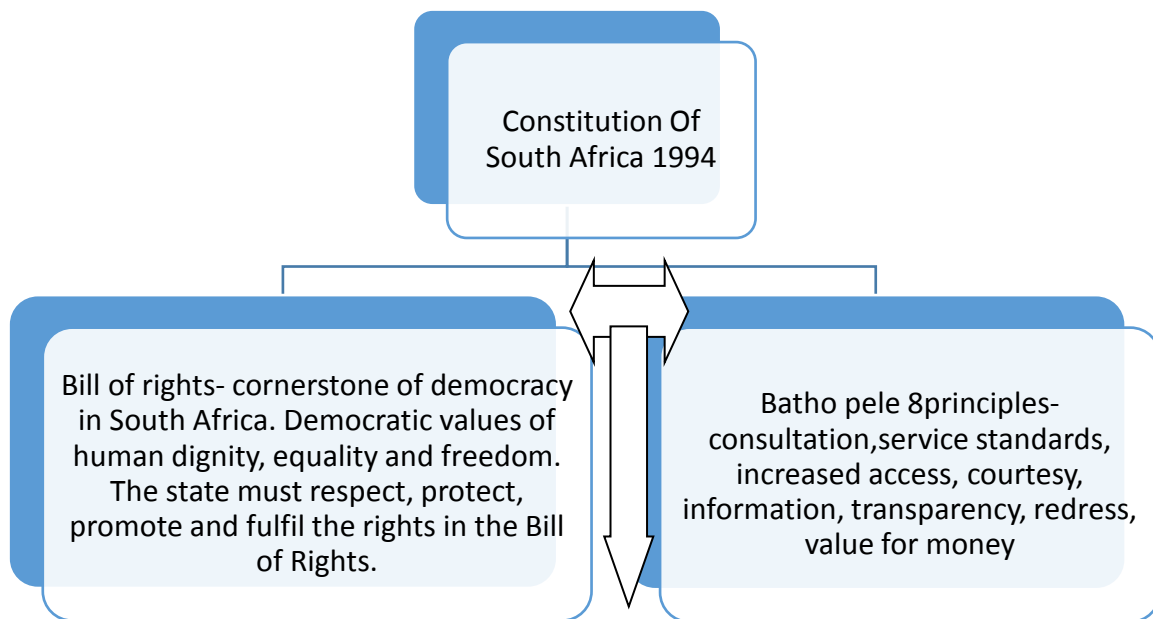 Constitution Of
South Africa 1994
Bill of rights- cornerstone of democracy
in South Africa. Democratic values of
human dignity, equality and freedom.
The state must respect, protect,
promote and fulfil the rights in the Bill
of Rights.
Batho pele 8principles-
consultation,service standards,
increased access, courtesy,
information, transparency, redress,
value for money